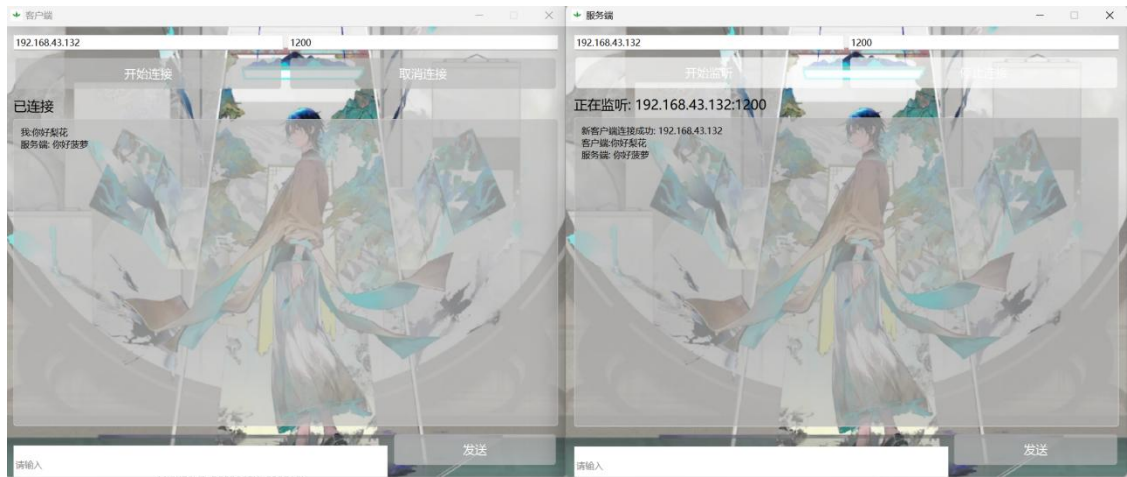 客户端
192.168.43.132
1200
开始连接
取消连接
已连接
我:你好梨花
服务端: 你好菠萝
请输入
发送
服务端
192.168.43.132
1200
开始监听
正在监听: 192.168.43.132:1200
新客户端连接成功: 192.168.43.132
客户端:你好梨花
服务端: 你好菠萝
请输入
发送